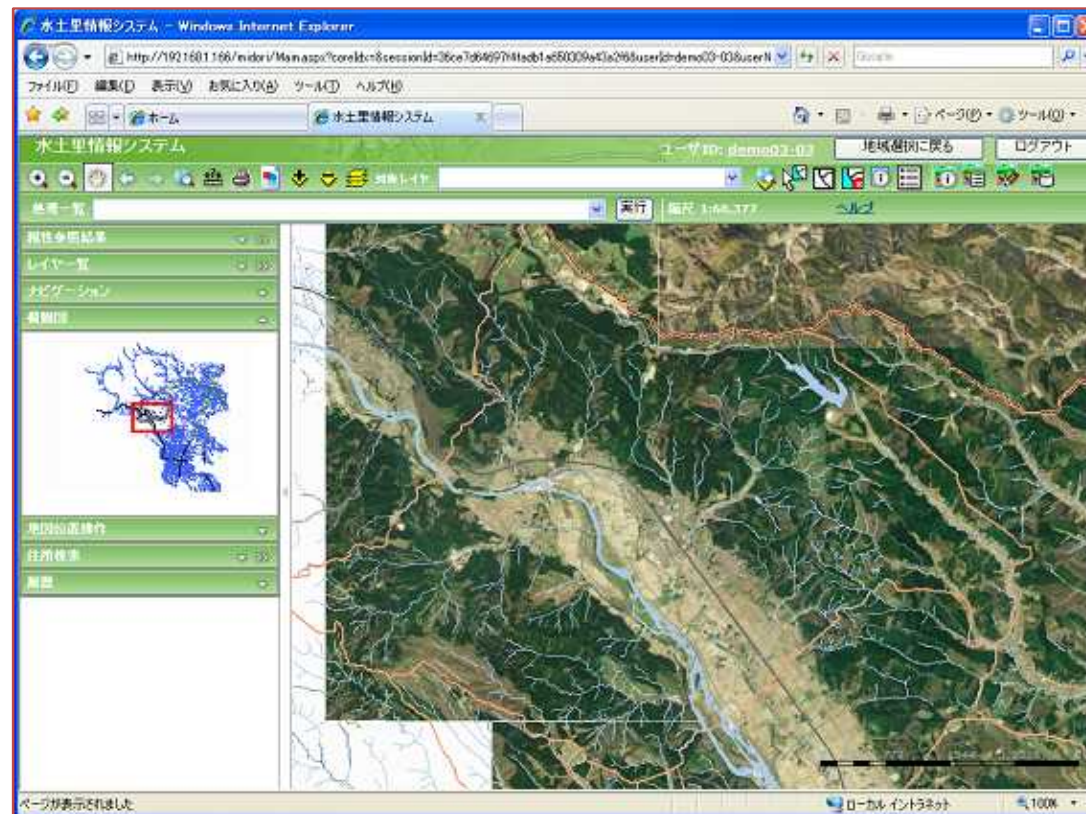 水土里情報システム - Windows Internet Explorer
ファイル(F) 編集(E) 表示(V) お気に入り(A) ツール(T) ヘルプ(H)
ホーム
水土里情報システム
ページ(P)
ツール(O)
水土里情報システム
ユーザID: demo03-03
地域選図に戻る
ログアウト
対象レイヤ
処理一覧
実行
縮尺 1:68,377
ヘルプ
属性参照結果
レイヤ一覧
ナビゲーション
索引図
地図位置操作
住所検索
履歴
ページが表示されました
ローカル イントラネット
100%